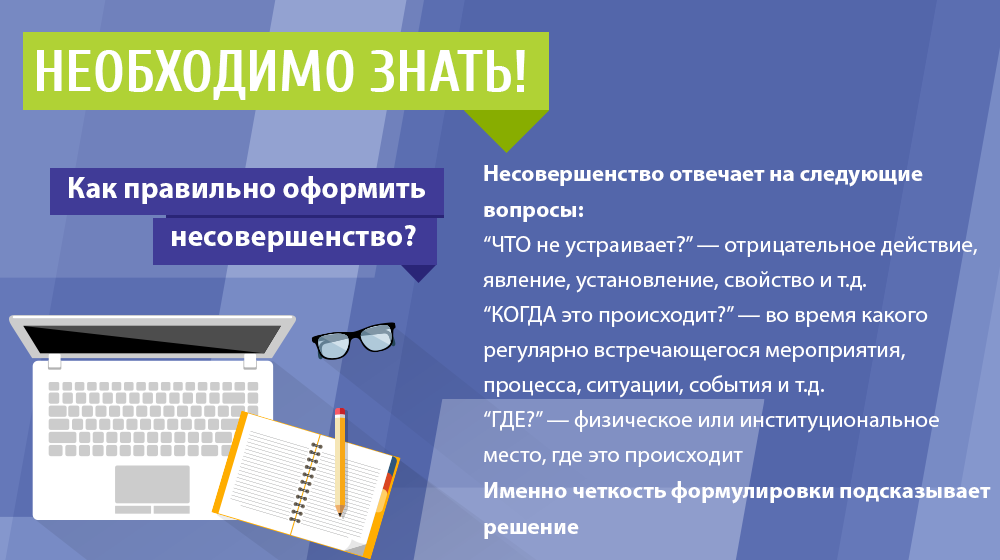 НЕОБХОДИМО ЗНАТЬ!
Как правильно оформить
несовершенство?
Несовершенство отвечает на следующие
вопросы:
“ЧТО не устраивает?” — отрицательное действие,
явление, установление, свойство и т.д.
“КОГДА это происходит?” — во время какого
регулярно встречающегося мероприятия,
процесса, ситуации, события и т.д.
“ГДЕ?” — физическое или институциональное
место, где это происходит
Именно четкость формулировки подсказывает
решение